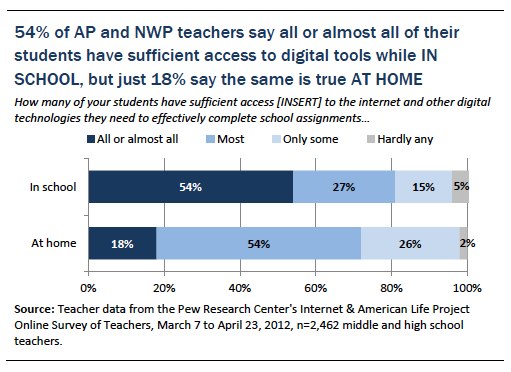 54% of AP and NWP teachers say all or almost all of their
students have sufficient access to digital tools while IN
SCHOOL, but just 18% say the same is true AT HOME
How many of your students have sufficient access [INSERT] to the internet and other digital
technologies they need to effectively complete school assignments…
All or almost all Most Only some Hardly any
In school 54% 27% 15% 5%
At home 18% 54% 26% 2%
0% 20% 40% 60% 80% 100%
Source: Teacher data from the Pew Research Center's Internet & American Life Project
Online Survey of Teachers, March 7 to April 23, 2012, n=2,462 middle and high school
teachers.